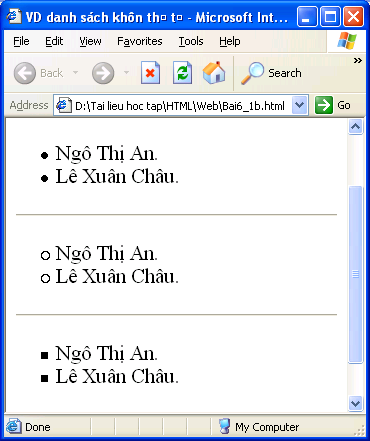 VD danh sách khôn th¤ t¤ - Microsoft Int...
File Edit View Favorites Tools Help
Back Search
Address D:\Tai lieu hoc tap\HTML\Web\Bai6_1b.html Go
Ngô Thị An.
Lê Xuân Châu.
Ngô Thị An.
Lê Xuân Châu.
Ngô Thị An.
Lê Xuân Châu.
Done My Computer